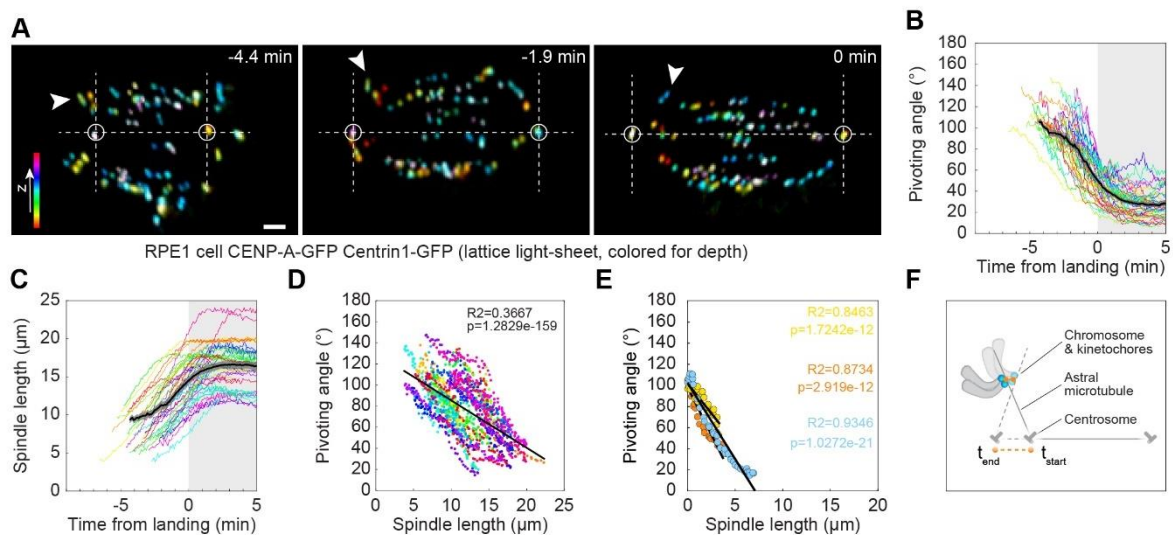 A
-4.4 min
-1.9 min
0 min
z
RPE1 cell CENP-A-GFP Centrin1-GFP (lattice light-sheet, colored for depth)
B
Pivoting angle (°)
180
160
140
120
100
80
60
40
20
0
-5
0
5
Time from landing (min)
C
Spindle length (µm)
25
20
15
10
5
0
-5
0
5
Time from landing (min)
D
Pivoting angle (°)
180
160
140
120
100
80
60
40
20
0
R2=0.3667
p=1.2829e-159
0
5
10
15
20
25
Spindle length (µm)
E
Pivoting angle (°)
180
160
140
120
100
80
60
40
20
0
R2=0.8463
p=1.7242e-12
R2=0.8734
p=2.919e-12
R2=0.9346
p=1.0272e-21
0
5
10
15
20
Spindle length (µm)
F
Chromosome
& kinetochores
Astral
microtubule
Centrosome
tend
tstart